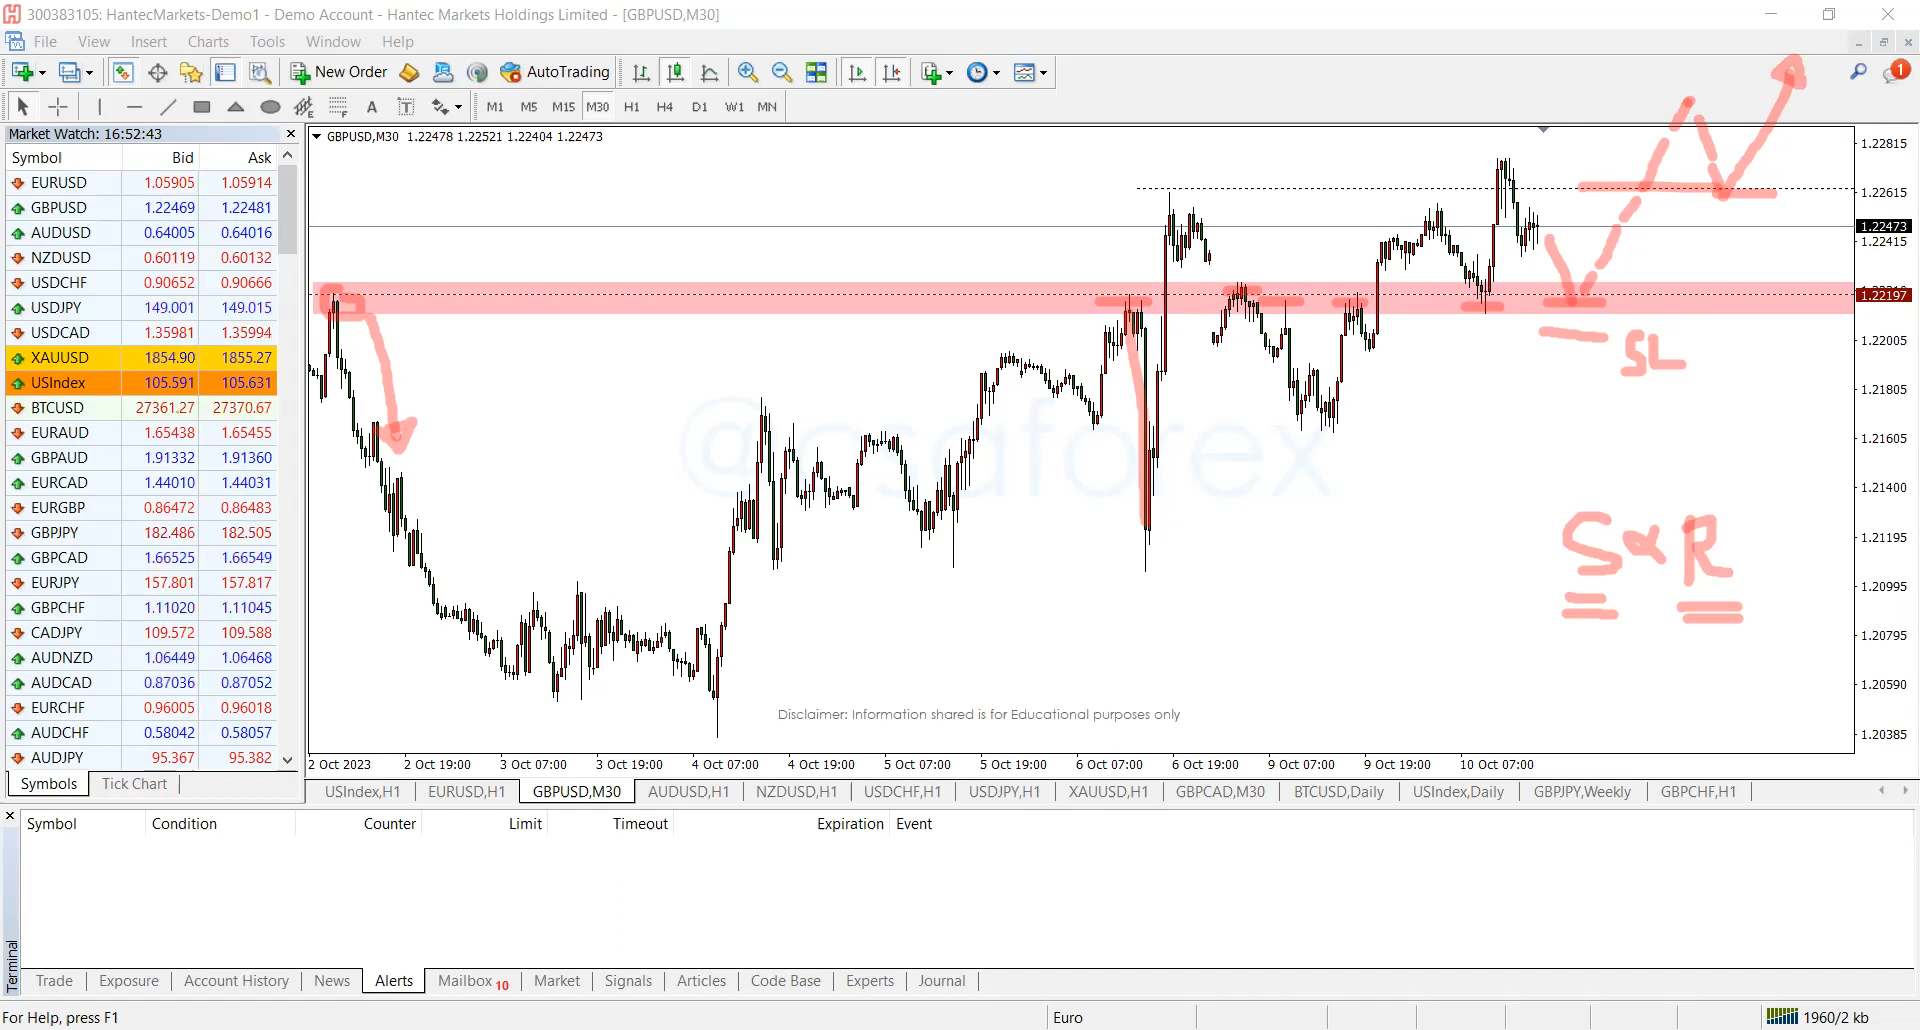 300383105: HantecMarkets-Demo1 - Demo Account - Hantec Markets Holdings Limited - [GBPUSD,M30]
File View Insert Charts Tools Window Help
New Order AutoTrading 1
A T M1 M5 M15 M30 H1 H4 D1 W1 MN
Market Watch: 16:52:43
Symbol Bid Ask
EURUSD 1.05905 1.05914
GBPUSD 1.22469 1.22481
AUDUSD 0.64005 0.64016
NZDUSD 0.60119 0.60132
USDCHF 0.90652 0.90666
USDJPY 149.001 149.015
USDCAD 1.35981 1.35994
XAUUSD 1854.90 1855.27
USIndex 105.591 105.631
BTCUSD 27361.27 27370.67
EURAUD 1.65438 1.65455
GBPAUD 1.91332 1.91360
EURCAD 1.44010 1.44031
EURGBP 0.86472 0.86483
GBPJPY 182.486 182.505
GBPCAD 1.66525 1.66549
EURJPY 157.801 157.817
GBPCHF 1.11020 1.11045
CADJPY 109.572 109.588
AUDNZD 1.06449 1.06468
AUDCAD 0.87036 0.87052
EURCHF 0.96005 0.96018
AUDCHF 0.58042 0.58057
AUDJPY 95.367 95.382
Symbols Tick Chart
GBPUSD,M30 1.22478 1.22521 1.22404 1.22473
1.22815
1.22615
1.22473
1.22415
1.22197
1.22005
1.21805
1.21605
1.21400
1.21195
1.20995
1.20795
1.20590
1.20385
SL
S & R
Disclaimer: Information shared is for Educational purposes only
2 Oct 2023 2 Oct 19:00 3 Oct 07:00 3 Oct 19:00 4 Oct 07:00 4 Oct 19:00 5 Oct 07:00 5 Oct 19:00 6 Oct 07:00 6 Oct 19:00 9 Oct 07:00 9 Oct 19:00 10 Oct 07:00
USIndex,H1 EURUSD,H1 GBPUSD,M30 AUDUSD,H1 NZDUSD,H1 USDCHF,H1 USDJPY,H1 XAUUSD,H1 GBPCAD,M30 BTCUSD,Daily USIndex,Daily GBPJPY,Weekly GBPCHF,H1
Symbol Condition Counter Limit Timeout Expiration Event
Terminal
Trade Exposure Account History News Alerts Mailbox 10 Market Signals Articles Code Base Experts Journal
For Help, press F1 Euro 1960/2 kb